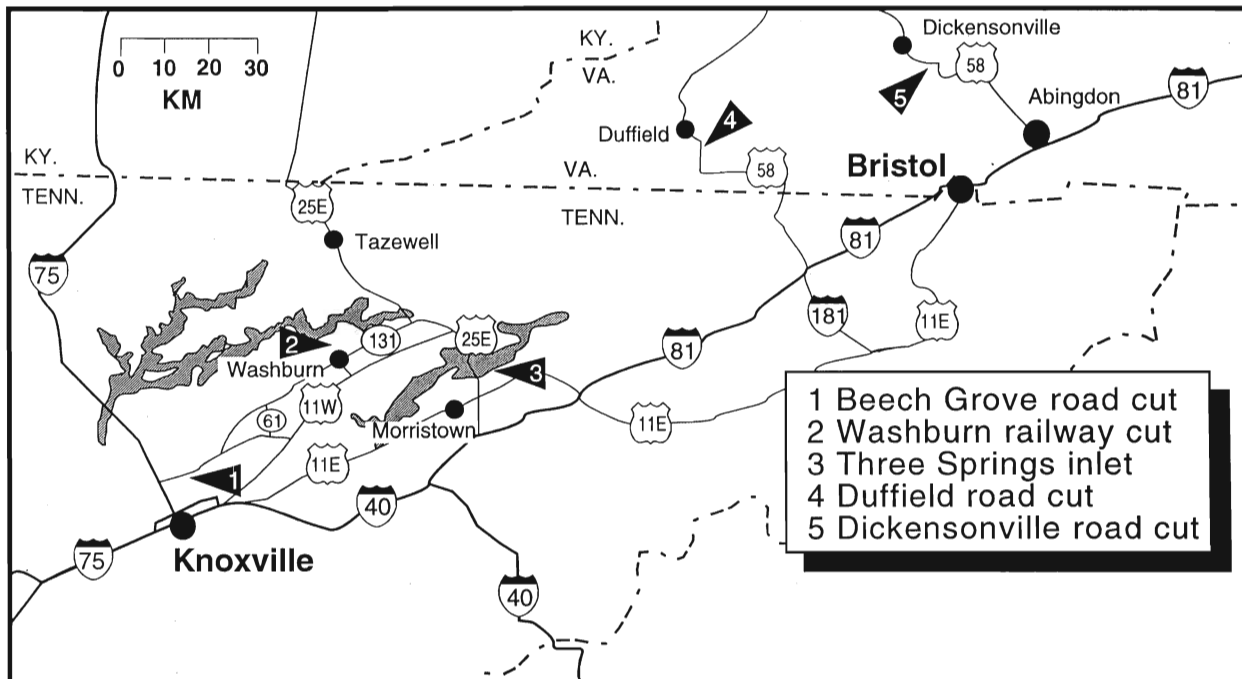 KY.
VA.
Dickensonville
58
5
Abingdon
81
0 10 20 30
KM
4
Duffield
KY.
TENN.
VA.
58
Bristol
TENN.
25E
Tazewell
81
75
181
11E
131
25E
2
Washburn
81
3
11W
61
Morristown
11E
11E
1
40
75
Knoxville
40
1 Beech Grove road cut
2 Washburn railway cut
3 Three Springs inlet
4 Duffield road cut
5 Dickensonville road cut